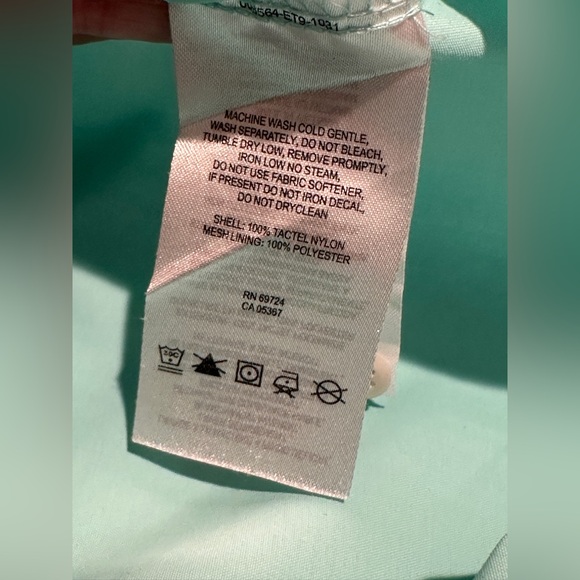 MACHINE WASH COLD GENTLE,
WASH SEPARATELY, DO NOT BLEACH,
TUMBLE DRY LOW, REMOVE PROMPTLY,
IRON LOW NO STEAM,
DO NOT USE FABRIC SOFTENER,
IF PRESENT DO NOT IRON DECAL,
DO NOT DRYCLEAN
SHELL: 100% TACTEL NYLON
MESH LINING: 100% POLYESTER
RN 69724
CA 05367
30C